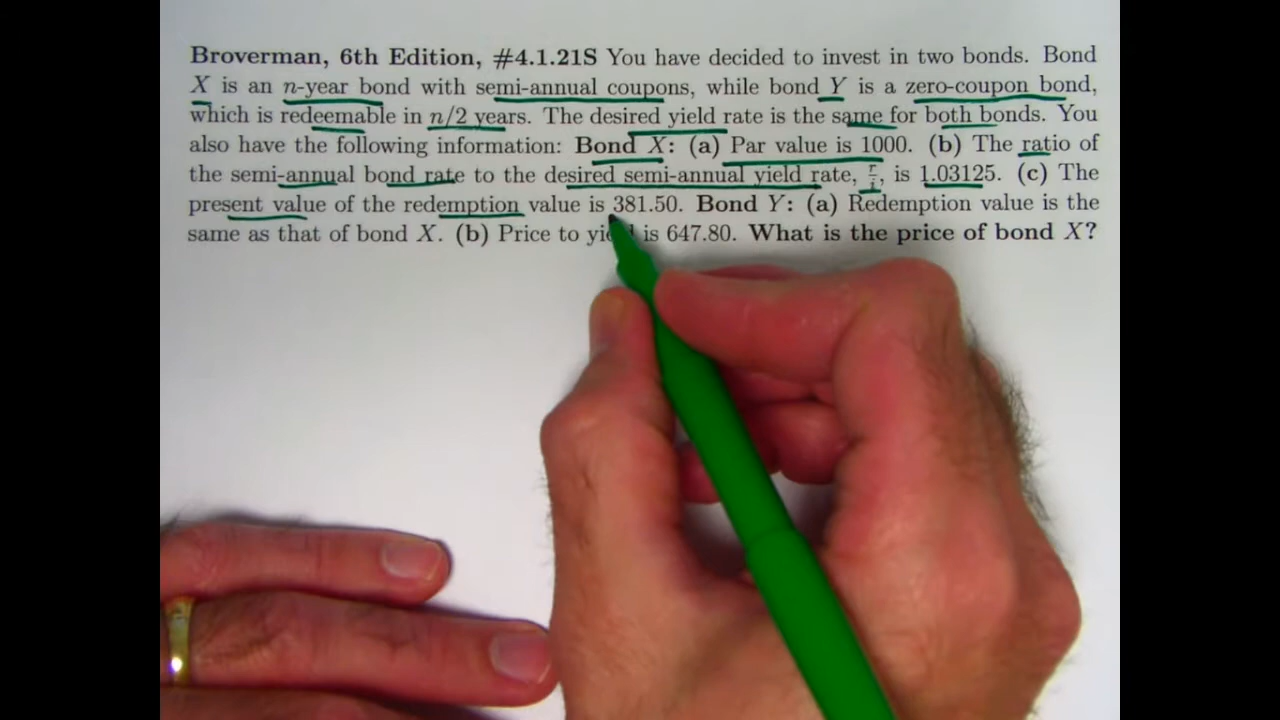 Broverman, 6th Edition, #4.1.21S You have decided to invest in two bonds. Bond
X is an n-year bond with semi-annual coupons, while bond Y is a zero-coupon bond,
which is redeemable in n/2 years. The desired yield rate is the same for both bonds. You
also have the following information: Bond X: (a) Par value is 1000. (b) The ratio of
the semi-annual bond rate to the desired semi-annual yield rate, r/i, is 1.03125. (c) The
present value of the redemption value is 381.50. Bond Y: (a) Redemption value is the
same as that of bond X. (b) Price to yield is 647.80. What is the price of bond X?